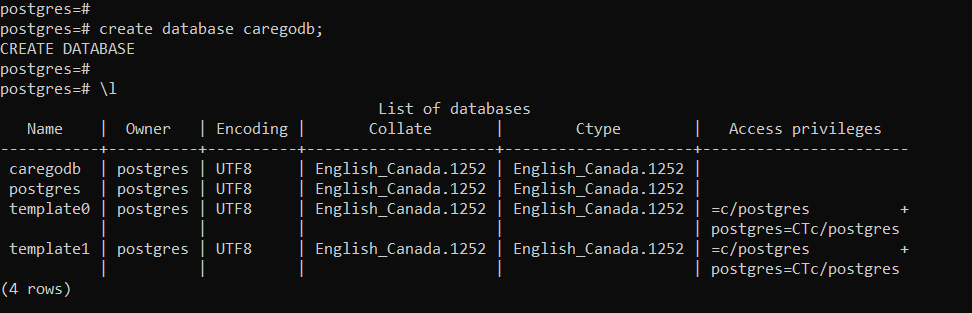 postgres=#
postgres=# create database caregodb;
CREATE DATABASE
postgres=#
postgres=# \l
                                          List of databases
   Name    |  Owner   | Encoding |       Collate       |        Ctype        |   Access privileges
-----------+----------+----------+---------------------+---------------------+-----------------------
 caregodb  | postgres | UTF8     | English_Canada.1252 | English_Canada.1252 |
 postgres  | postgres | UTF8     | English_Canada.1252 | English_Canada.1252 |
 template0 | postgres | UTF8     | English_Canada.1252 | English_Canada.1252 | =c/postgres          +
           |          |          |                     |                     | postgres=CTc/postgres
 template1 | postgres | UTF8     | English_Canada.1252 | English_Canada.1252 | =c/postgres          +
           |          |          |                     |                     | postgres=CTc/postgres
(4 rows)